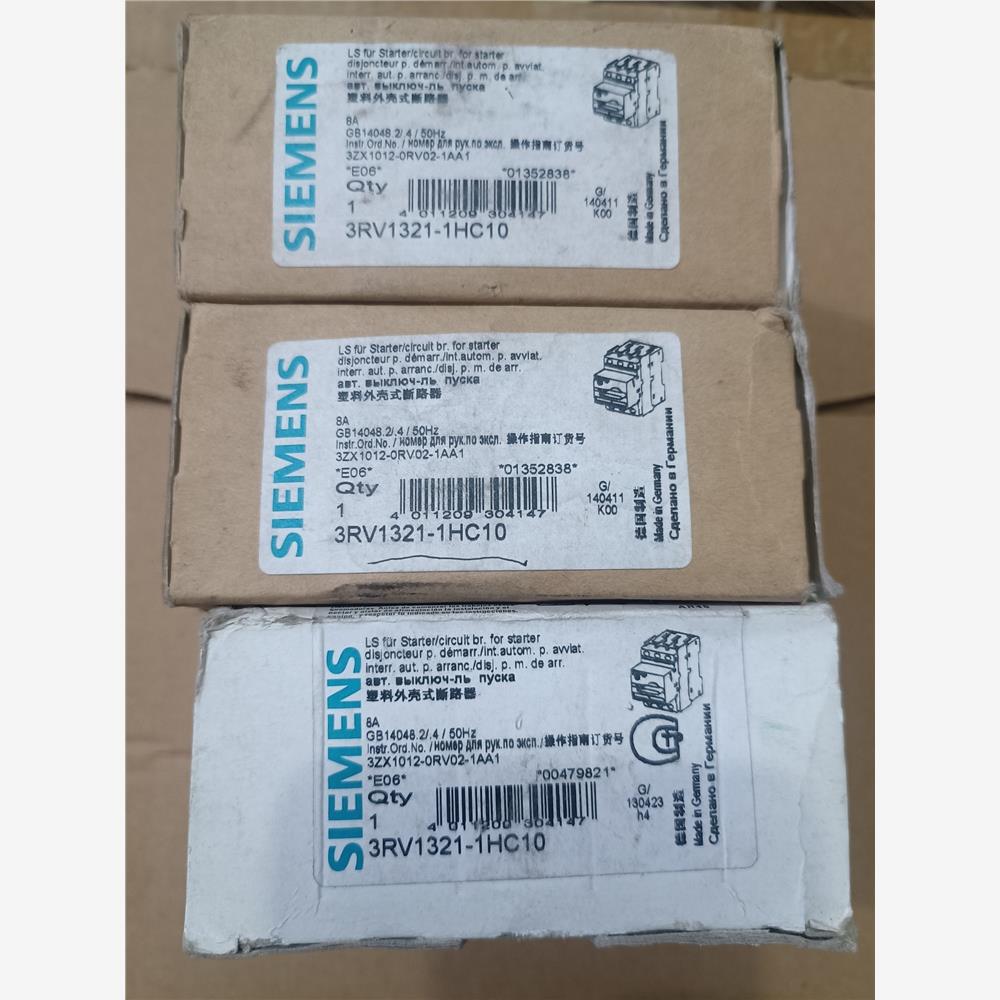 SIEMENS
LS für Starter/circuit br. for starter
disjoncteur p. démarr./int.autom. p. avviat.
interr. aut. p. arranc./disj. p. m. de arr.
авт. выключ-ль пуска
塑料外壳式断路器
8A
GB14048.2/.4 / 50Hz
Instr.Ord.No. / номер для рук.по экспл. 操作指南订货号
3ZX1012-0RV02-1AA1
"E06" "01352838"
Qty
1
4 011209 304147
3RV1321-1HC10
G/
140411
K00
德国制造
Made in Germany
Сделано в Германии
SIEMENS
LS für Starter/circuit br. for starter
disjoncteur p. démarr./int.autom. p. avviat.
interr. aut. p. arranc./disj. p. m. de arr.
авт. выключ-ль пуска
塑料外壳式断路器
8A
GB14048.2/.4 / 50Hz
Instr.Ord.No. / номер для рук.по экспл. 操作指南订货号
3ZX1012-0RV02-1AA1
"E06" "01352838"
Qty
1
4 011209 304147
3RV1321-1HC10
G/
140411
K00
德国制造
Made in Germany
Сделано в Германии
SIEMENS
LS für Starter/circuit br. for starter
disjoncteur p. démarr./int.autom. p. avviat.
interr. aut. p. arranc./disj. p. m. de arr.
авт. выключ-ль пуска
塑料外壳式断路器
8A
GB14048.2/.4 / 50Hz
Instr.Ord.No. / номер для рук.по экспл./操作指南订货号
3ZX1012-0RV02-1AA1
"E06" "00479821"
Qty
1
4 011209 304147
3RV1321-1HC10
G/
130423
h4
德国制造
Made in Germany
Сделано в Германии